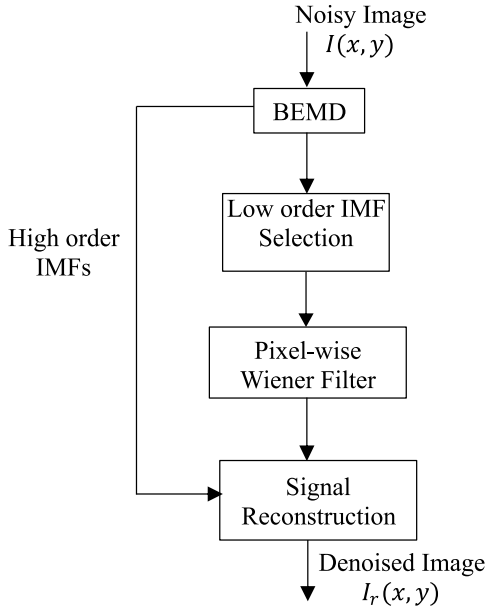 Noisy Image
I(x, y)
BEMD
Low order IMF
Selection
High order
IMFs
Pixel-wise
Wiener Filter
Signal
Reconstruction
Denoised Image
I_r(x, y)